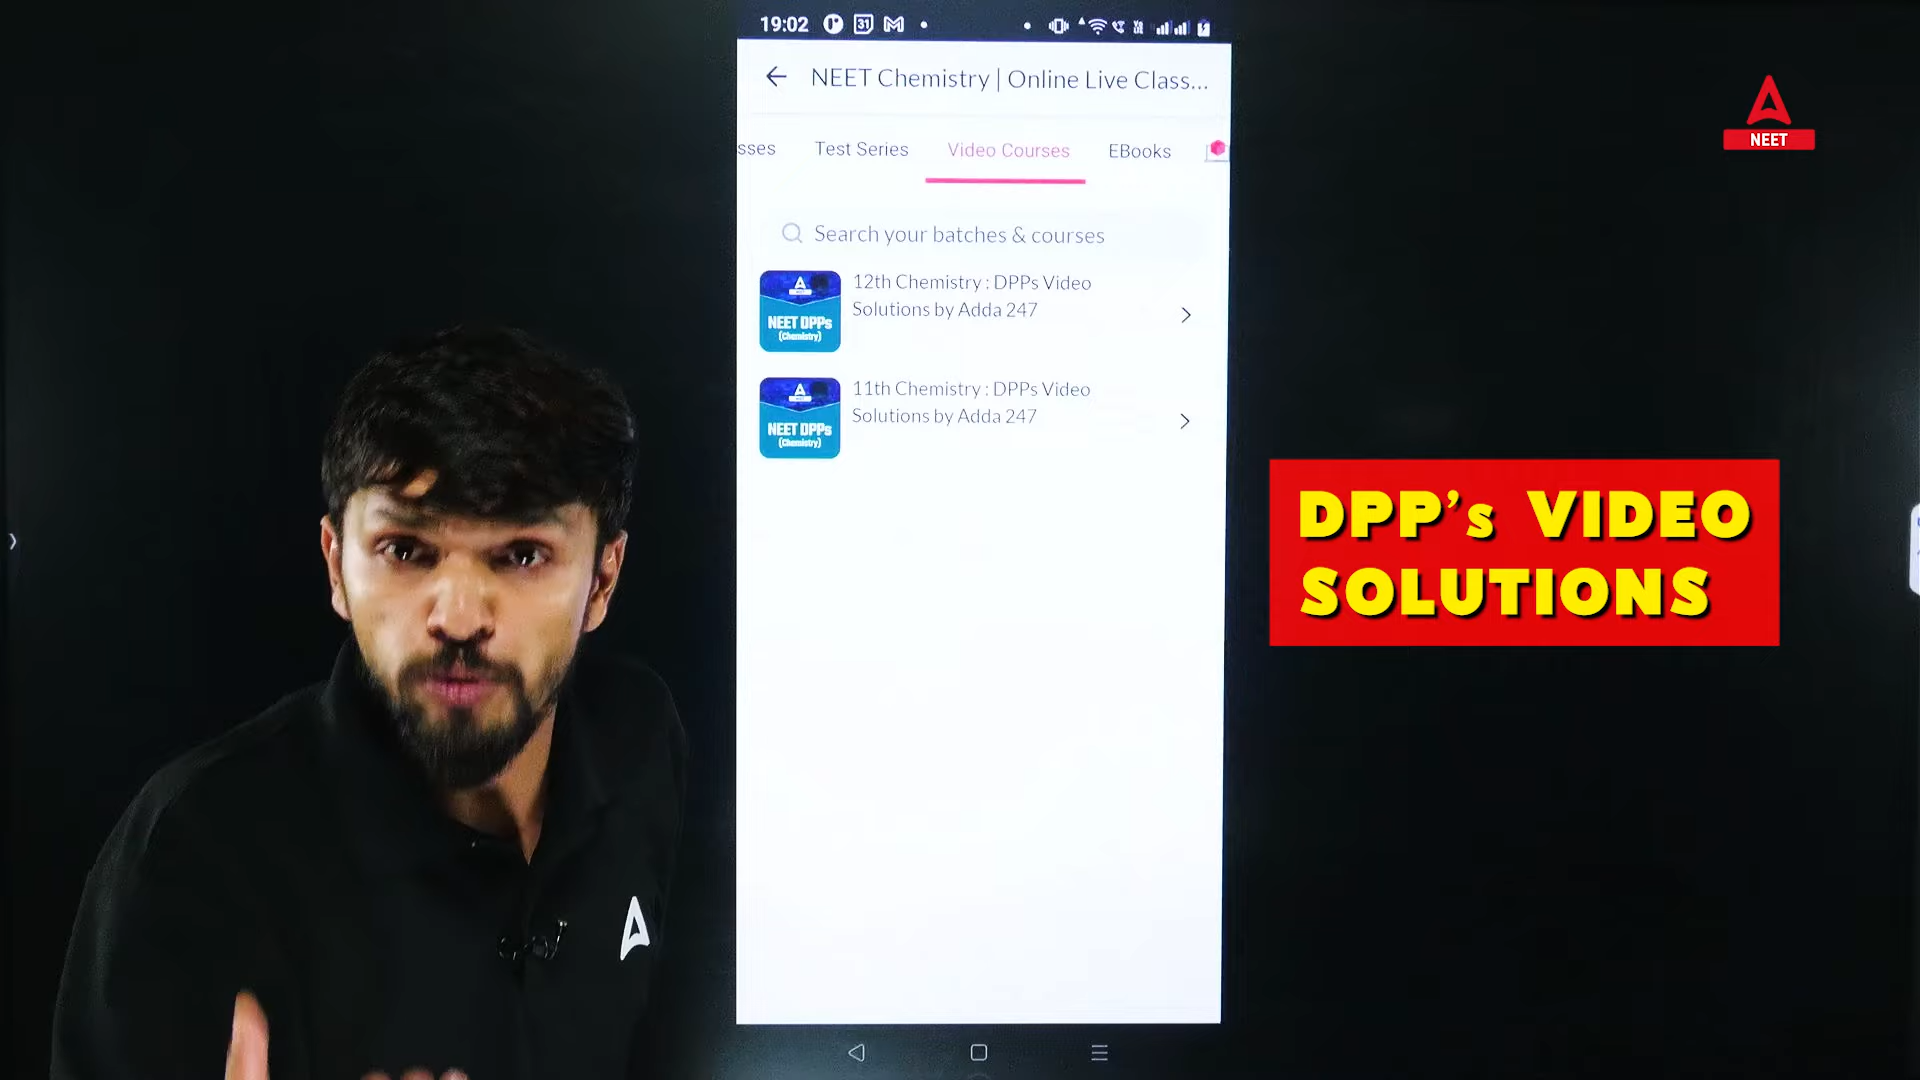 19:02
31
NEET Chemistry | Online Live Class...
sses
Test Series
Video Courses
EBooks
Search your batches & courses
12th Chemistry : DPPs Video
Solutions by Adda 247
NEET DPPs
(Chemistry)
11th Chemistry : DPPs Video
Solutions by Adda 247
NEET DPPs
(Chemistry)
NEET
DPP's VIDEO
SOLUTIONS